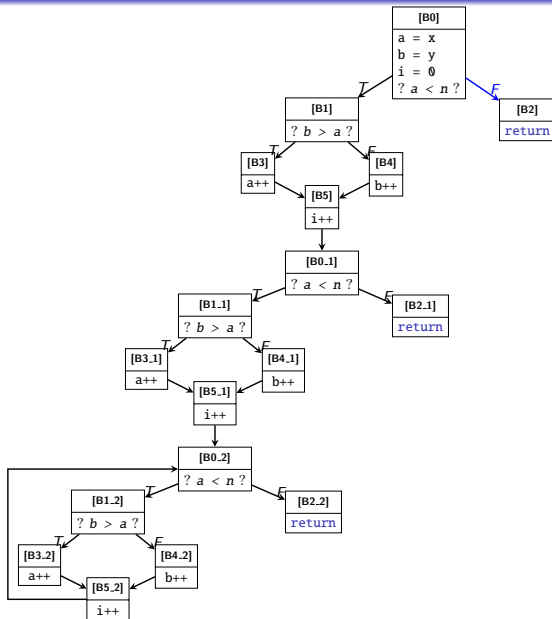 [B0]
a = x
b = y
i = 0
? a < n ?
T
F
[B1]
? b > a ?
[B2]
return
T
F
[B3]
a++
[B4]
b++
[B5]
i++
[B0_1]
? a < n ?
T
F
[B1_1]
? b > a ?
[B2_1]
return
T
F
[B3_1]
a++
[B4_1]
b++
[B5_1]
i++
[B0_2]
? a < n ?
T
F
[B1_2]
? b > a ?
[B2_2]
return
T
F
[B3_2]
a++
[B4_2]
b++
[B5_2]
i++